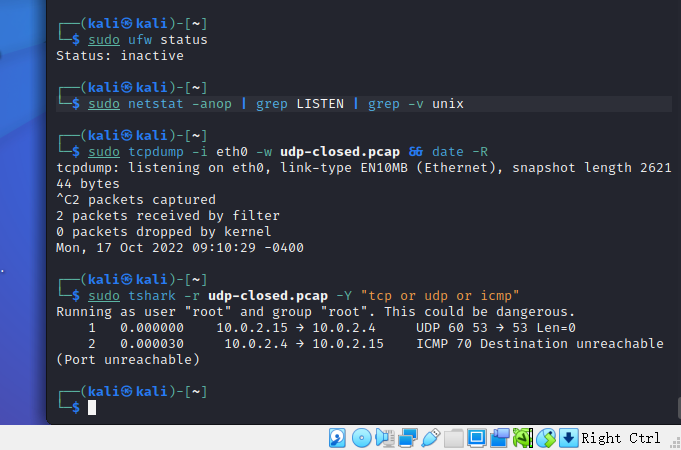 ┌──(kali㉿kali)-[~]
└─$ sudo ufw status
Status: inactive
┌──(kali㉿kali)-[~]
└─$ sudo netstat -anop | grep LISTEN | grep -v unix
┌──(kali㉿kali)-[~]
└─$ sudo tcpdump -i eth0 -w udp-closed.pcap && date -R
tcpdump: listening on eth0, link-type EN10MB (Ethernet), snapshot length 2621
44 bytes
^C2 packets captured
2 packets received by filter
0 packets dropped by kernel
Mon, 17 Oct 2022 09:10:29 -0400
┌──(kali㉿kali)-[~]
└─$ sudo tshark -r udp-closed.pcap -Y "tcp or udp or icmp"
Running as user "root" and group "root". This could be dangerous.
    1   0.000000    10.0.2.15 → 10.0.2.4     UDP 60 53 → 53 Len=0
    2   0.000030     10.0.2.4 → 10.0.2.15    ICMP 70 Destination unreachable
(Port unreachable)
┌──(kali㉿kali)-[~]
└─$
Right Ctrl